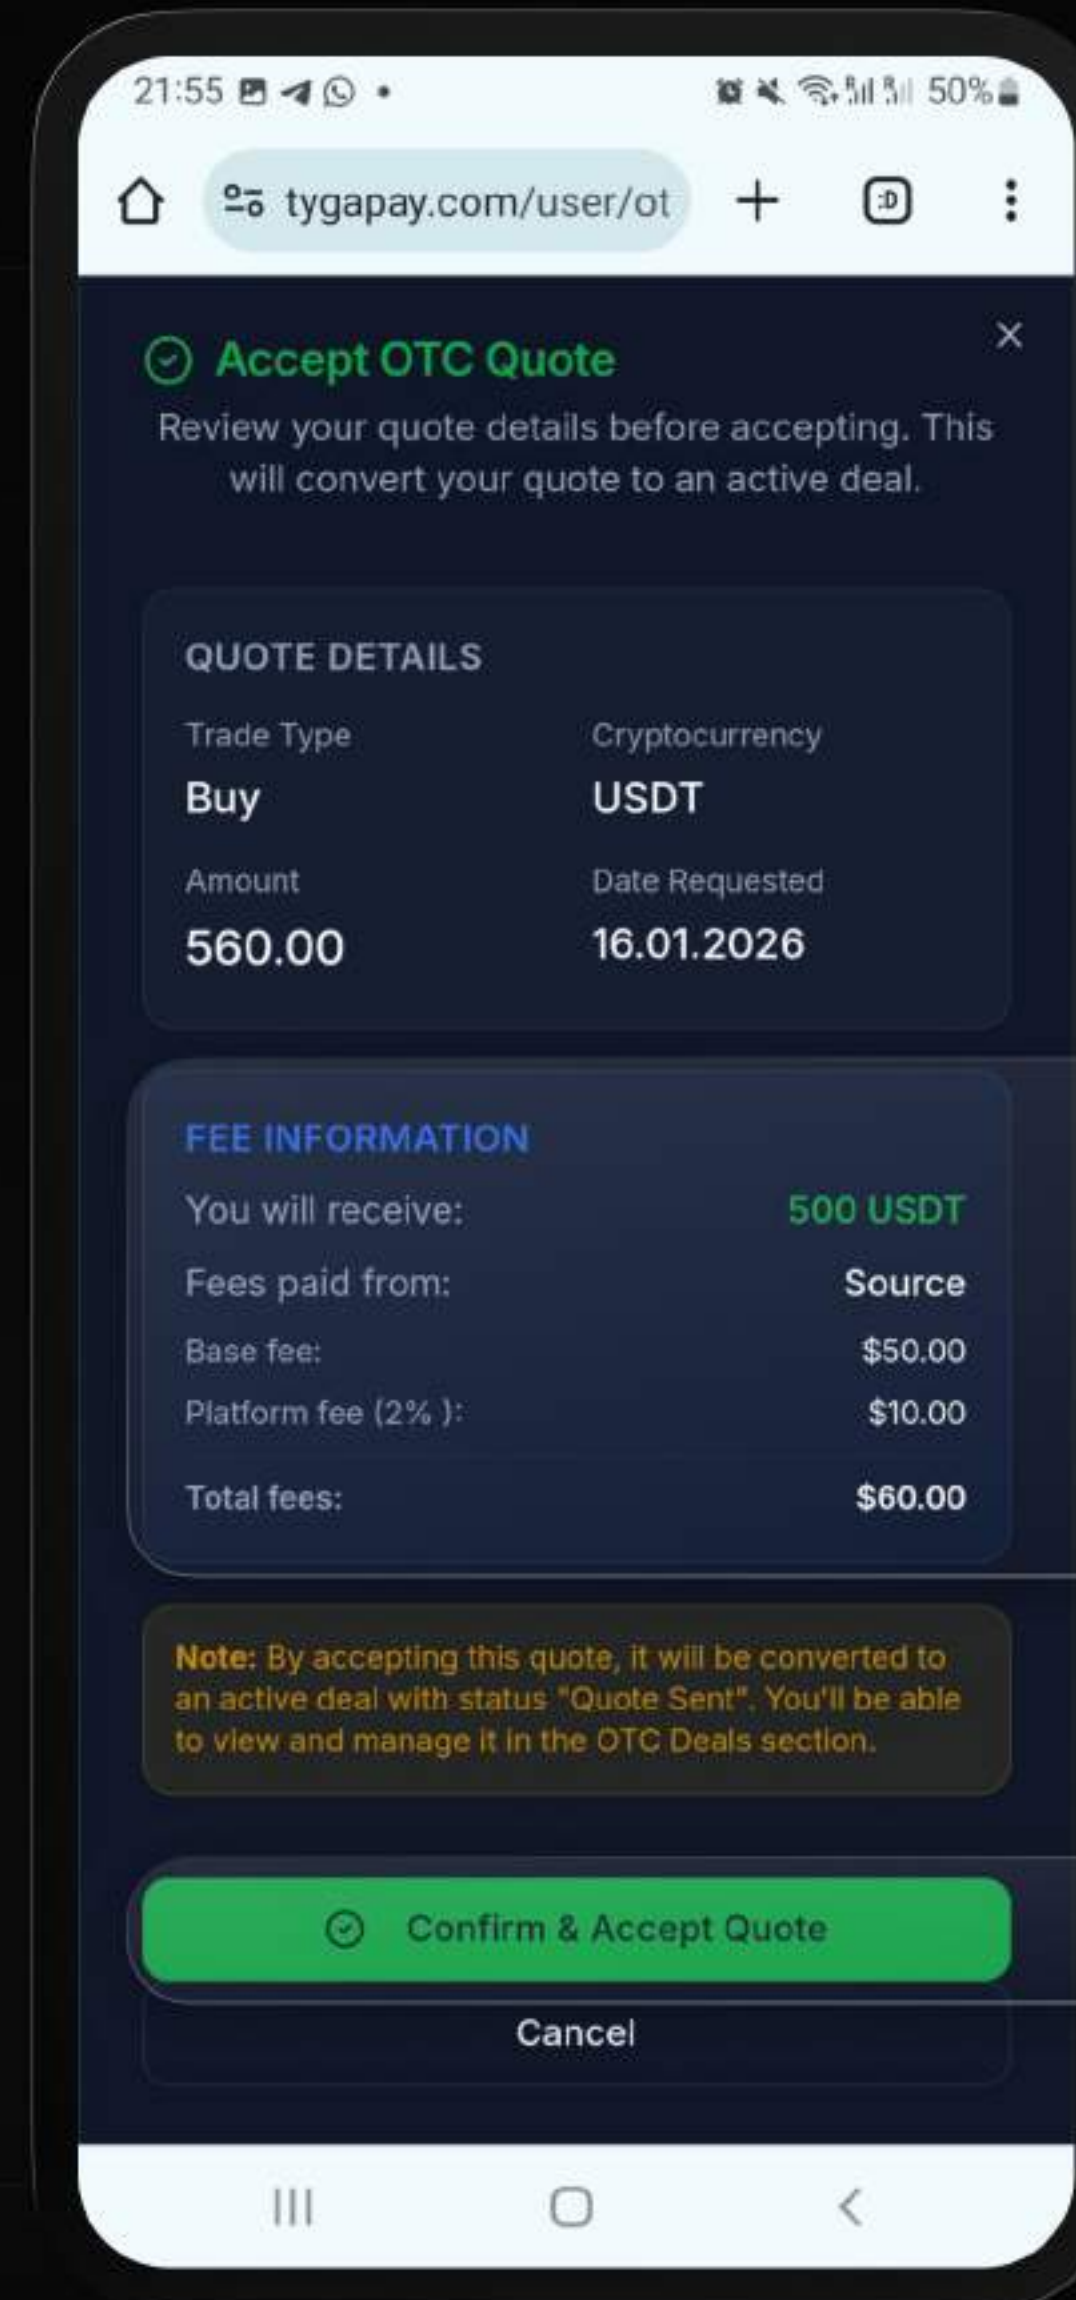 21:55
50%
tygapay.com/user/ot
:D
Accept OTC Quote
Review your quote details before accepting. This
will convert your quote to an active deal.
QUOTE DETAILS
Trade Type
Cryptocurrency
Buy
USDT
Amount
Date Requested
560.00
16.01.2026
FEE INFORMATION
You will receive: 500 USDT
Fees paid from: Source
Base fee: $50.00
Platform fee (2% ): $10.00
Total fees: $60.00
Note: By accepting this quote, it will be converted to
an active deal with status "Quote Sent". You'll be able
to view and manage it in the OTC Deals section.
Confirm & Accept Quote
Cancel